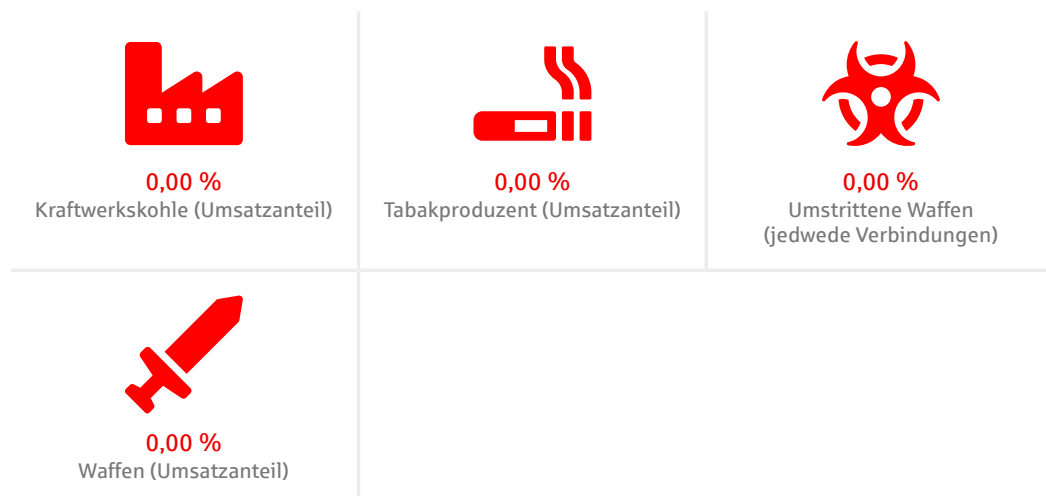 0,00 %
Kraftwerkskohle (Umsatzanteil)
0,00 %
Tabakproduzent (Umsatzanteil)
0,00 %
Umstrittene Waffen
(jedwede Verbindungen)
0,00 %
Waffen (Umsatzanteil)